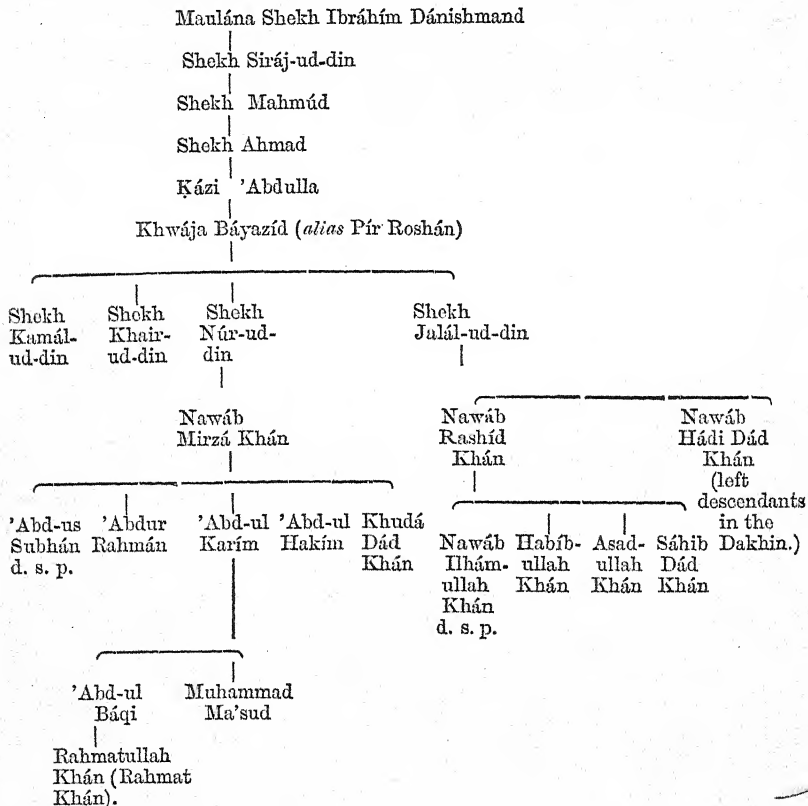 Mauláṇa Shekh Ibráhím Dánishmand
Shekh Siráj-ud-din
Shekh Mahmúd
Shekh Ahmad
Ḳázi 'Abdulla
Khwája Báyazíd (alias Pír Roshán)
Shekh
Kamál-
ud-din
Shekh
Khair-
ud-din
Shekh
Núr-ud-
din
Shekh
Jalál-ud-din
Nawáb
Mirzá Khán
Nawáb
Rashíd
Khán
Nawáb
Hádi Dád
Khán
(left
descendants
in the
Dakhin.)
'Abd-us
Subhán
d. s. p.
'Abdur
Rahmán
'Abd-ul
Karím
'Abd-ul
Hakím
Khudá
Dád
Khán
Nawáb
Ilhám-
ullah
Khán
d. s. p.
Habíb-
ullah
Khán
Asad-
ullah
Khán
Sáhib
Dád
Khán
'Abd-ul
Báqi
Muhammad
Ma'sud
Rahmatullah
Khán (Rahmat
Khán).